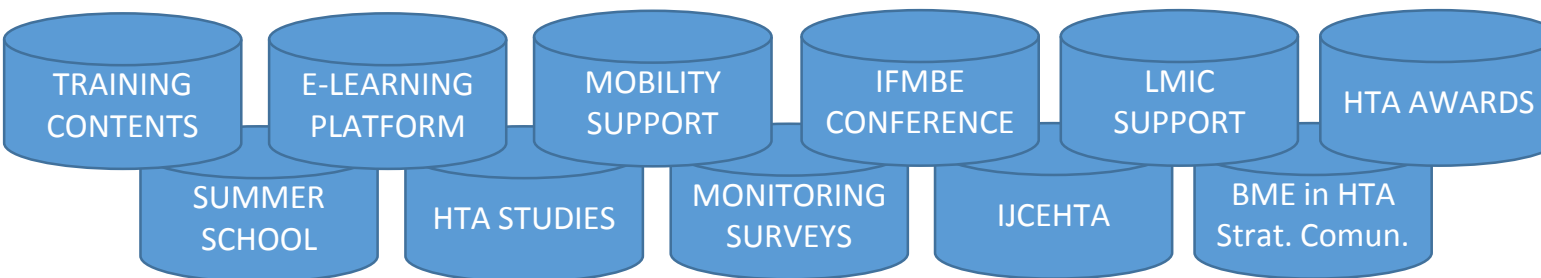 TRAINING
CONTENTS
E-LEARNING
PLATFORM
MOBILITY
SUPPORT
IFMBE
CONFERENCE
LMIC
SUPPORT
HTA AWARDS
SUMMER
SCHOOL
HTA STUDIES
MONITORING
SURVEYS
IJCEHTA
BME in HTA
Strat. Comun.